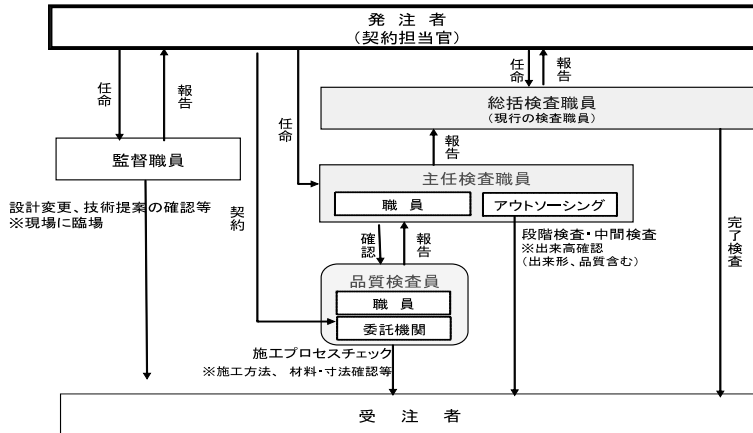 発 注 者
(契約担当官)
任命
報告
任命
報告
総括検査職員
(現行の検査職員)
任命
報告
監督職員
主任検査職員
職 員
アウトソーシング
設計変更、技術提案の確認等
※現場に臨場
契約
確認
報告
段階検査・中間検査
※出来高確認
(出来形、品質含む)
完了検査
品質検査員
職 員
委託機関
施工プロセスチェック
※施工方法、 材料・寸法確認等
受 注 者